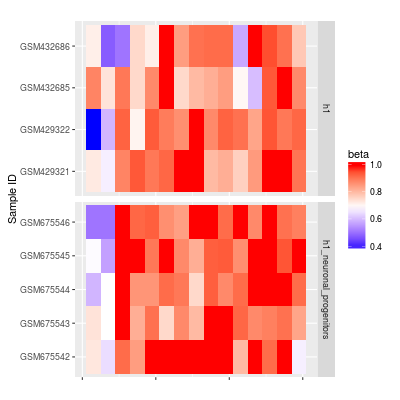 GSM432686
GSM432685
GSM429322
GSM429321
h1
GSM675546
GSM675545
GSM675544
GSM675543
GSM675542
h1_neuronal_progenitors
Sample ID
beta
1.0
0.8
0.6
0.4